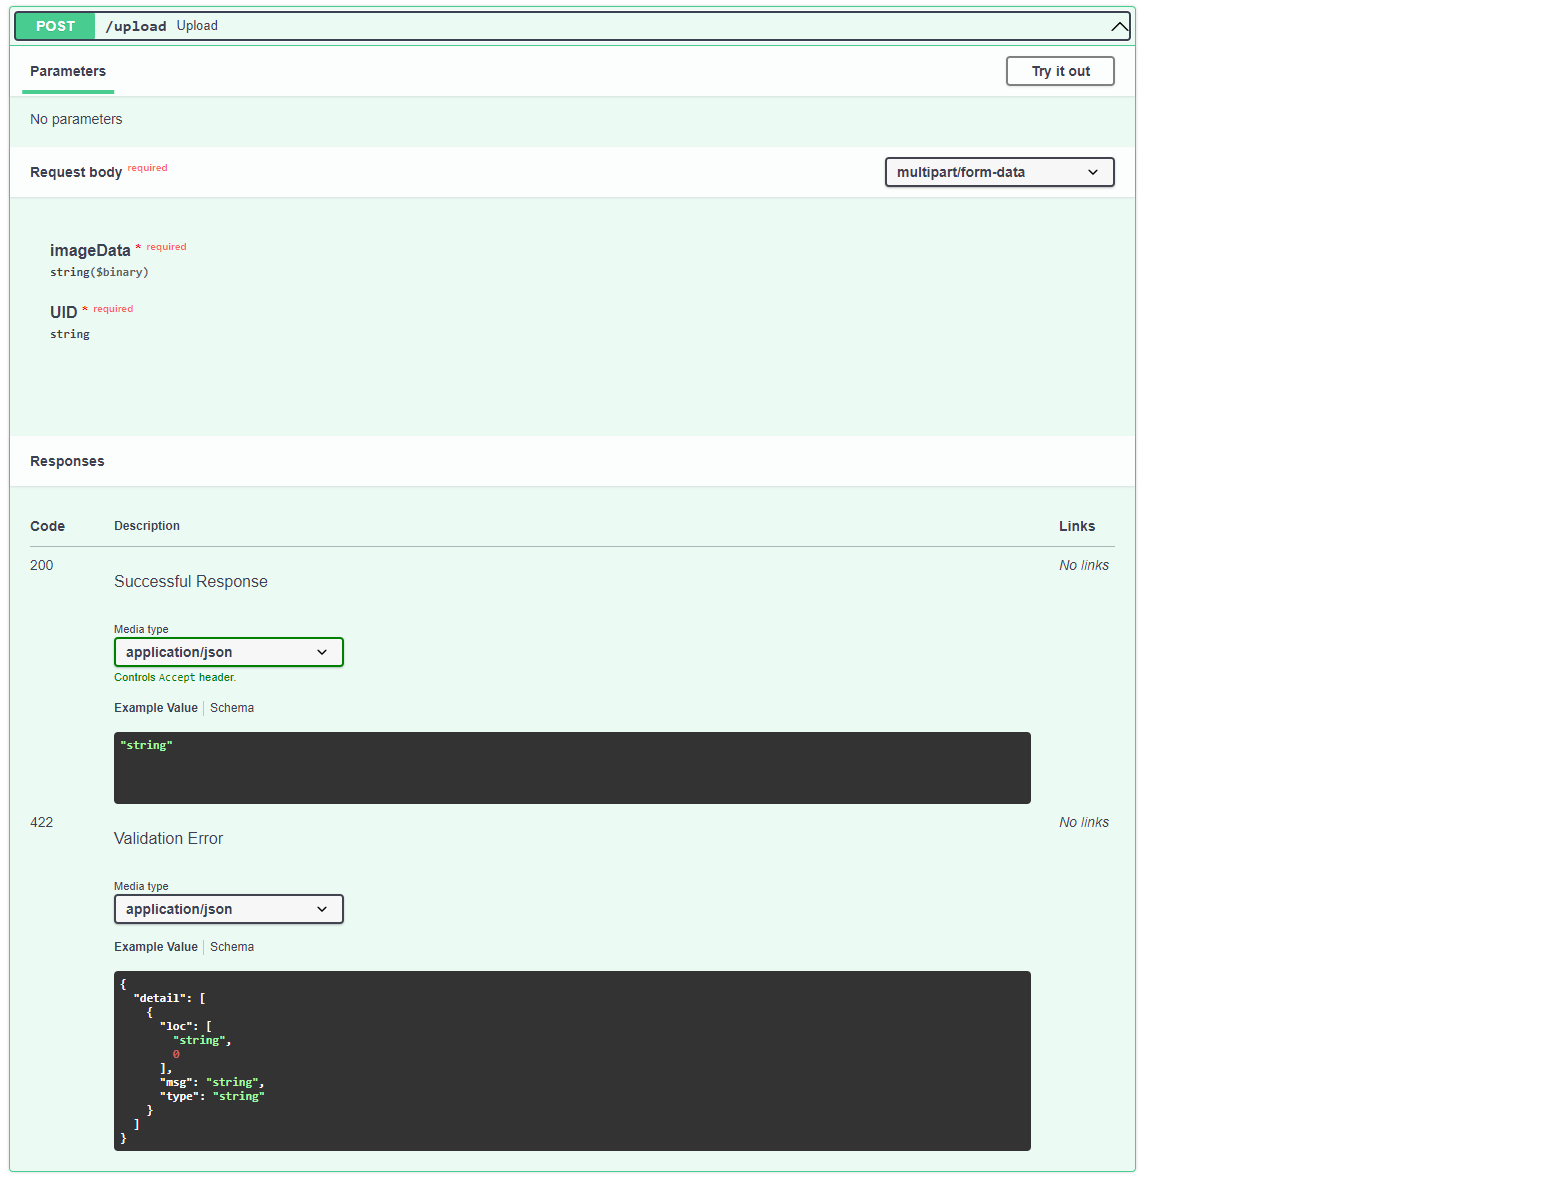 POST /upload Upload
Parameters
Try it out
No parameters
Request body required
multipart/form-data
imageData * required
string($binary)
UID * required
string
Responses
Code Description Links
200 Successful Response No links
Media type
application/json
Controls Accept header.
Example Value Schema
"string"
422 Validation Error No links
Media type
application/json
Example Value Schema
{
  "detail": [
    {
      "loc": [
        "string",
        0
      ],
      "msg": "string",
      "type": "string"
    }
  ]
}